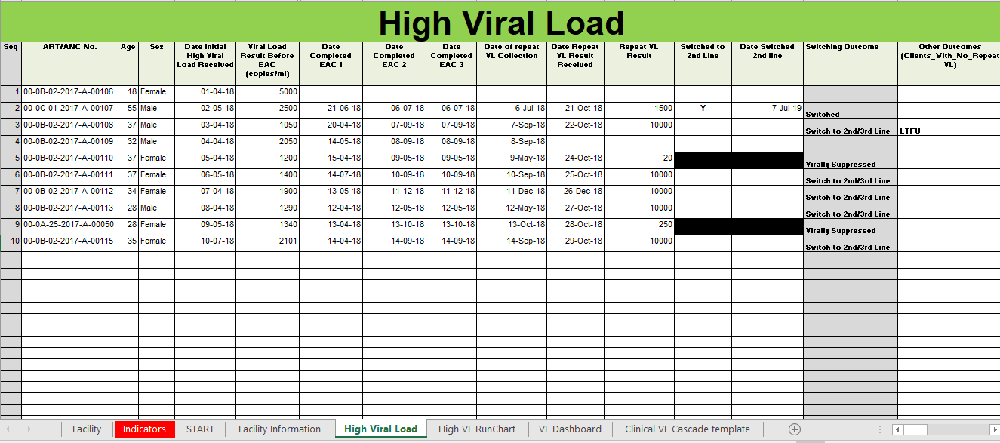 High Viral Load
Seq ART/ANC No. Age Sex Date Initial High Viral Load Received Viral Load Result Before EAC (copies/ml) Date Completed EAC 1 Date Completed EAC 2 Date Completed EAC 3 Date of repeat VL Collection Date Repeat VL Result Received Repeat VL Result Switched to 2nd Line Date Switched 2nd line Switching Outcome Other Outcomes (Clients_With_No_Repeat VL)
1 00-0B-02-2017-A-00106 18 Female 01-04-18 5000
2 00-0C-01-2017-A-00107 55 Male 02-05-18 2500 21-06-18 06-07-18 06-07-18 6-Jul-18 21-Oct-18 1500 Y 7-Jul-19 Switched
3 00-0B-02-2017-A-00108 37 Male 03-04-18 1050 20-04-18 07-09-18 07-09-18 7-Sep-18 22-Oct-18 10000 Switch to 2nd/3rd Line LTFU
4 00-0B-02-2017-A-00109 32 Male 04-04-18 2050 14-05-18 08-09-18 08-09-18 8-Sep-18
5 00-0B-02-2017-A-00110 37 Female 05-04-18 1200 15-04-18 09-05-18 09-05-18 9-May-18 24-Oct-18 20 Virally Suppressed
6 00-0B-02-2017-A-00111 37 Female 06-05-18 1400 14-07-18 10-09-18 10-09-18 10-Sep-18 25-Oct-18 10000 Switch to 2nd/3rd Line
7 00-0B-02-2017-A-00112 34 Female 07-04-18 1900 13-05-18 11-12-18 11-12-18 11-Dec-18 26-Dec-18 10000 Switch to 2nd/3rd Line
8 00-0B-02-2017-A-00113 28 Male 08-04-18 1290 12-04-18 12-05-18 12-05-18 12-May-18 27-Oct-18 10000 Switch to 2nd/3rd Line
9 00-0A-25-2017-A-00050 28 Female 09-05-18 1340 13-04-18 13-10-18 13-10-18 13-Oct-18 28-Oct-18 250 Virally Suppressed
10 00-0B-02-2017-A-00115 35 Female 10-07-18 2101 14-04-18 14-09-18 14-09-18 14-Sep-18 29-Oct-18 10000 Switch to 2nd/3rd Line
Facility Indicators START Facility Information High Viral Load High VL RunChart VL Dashboard Clinical VL Cascade template